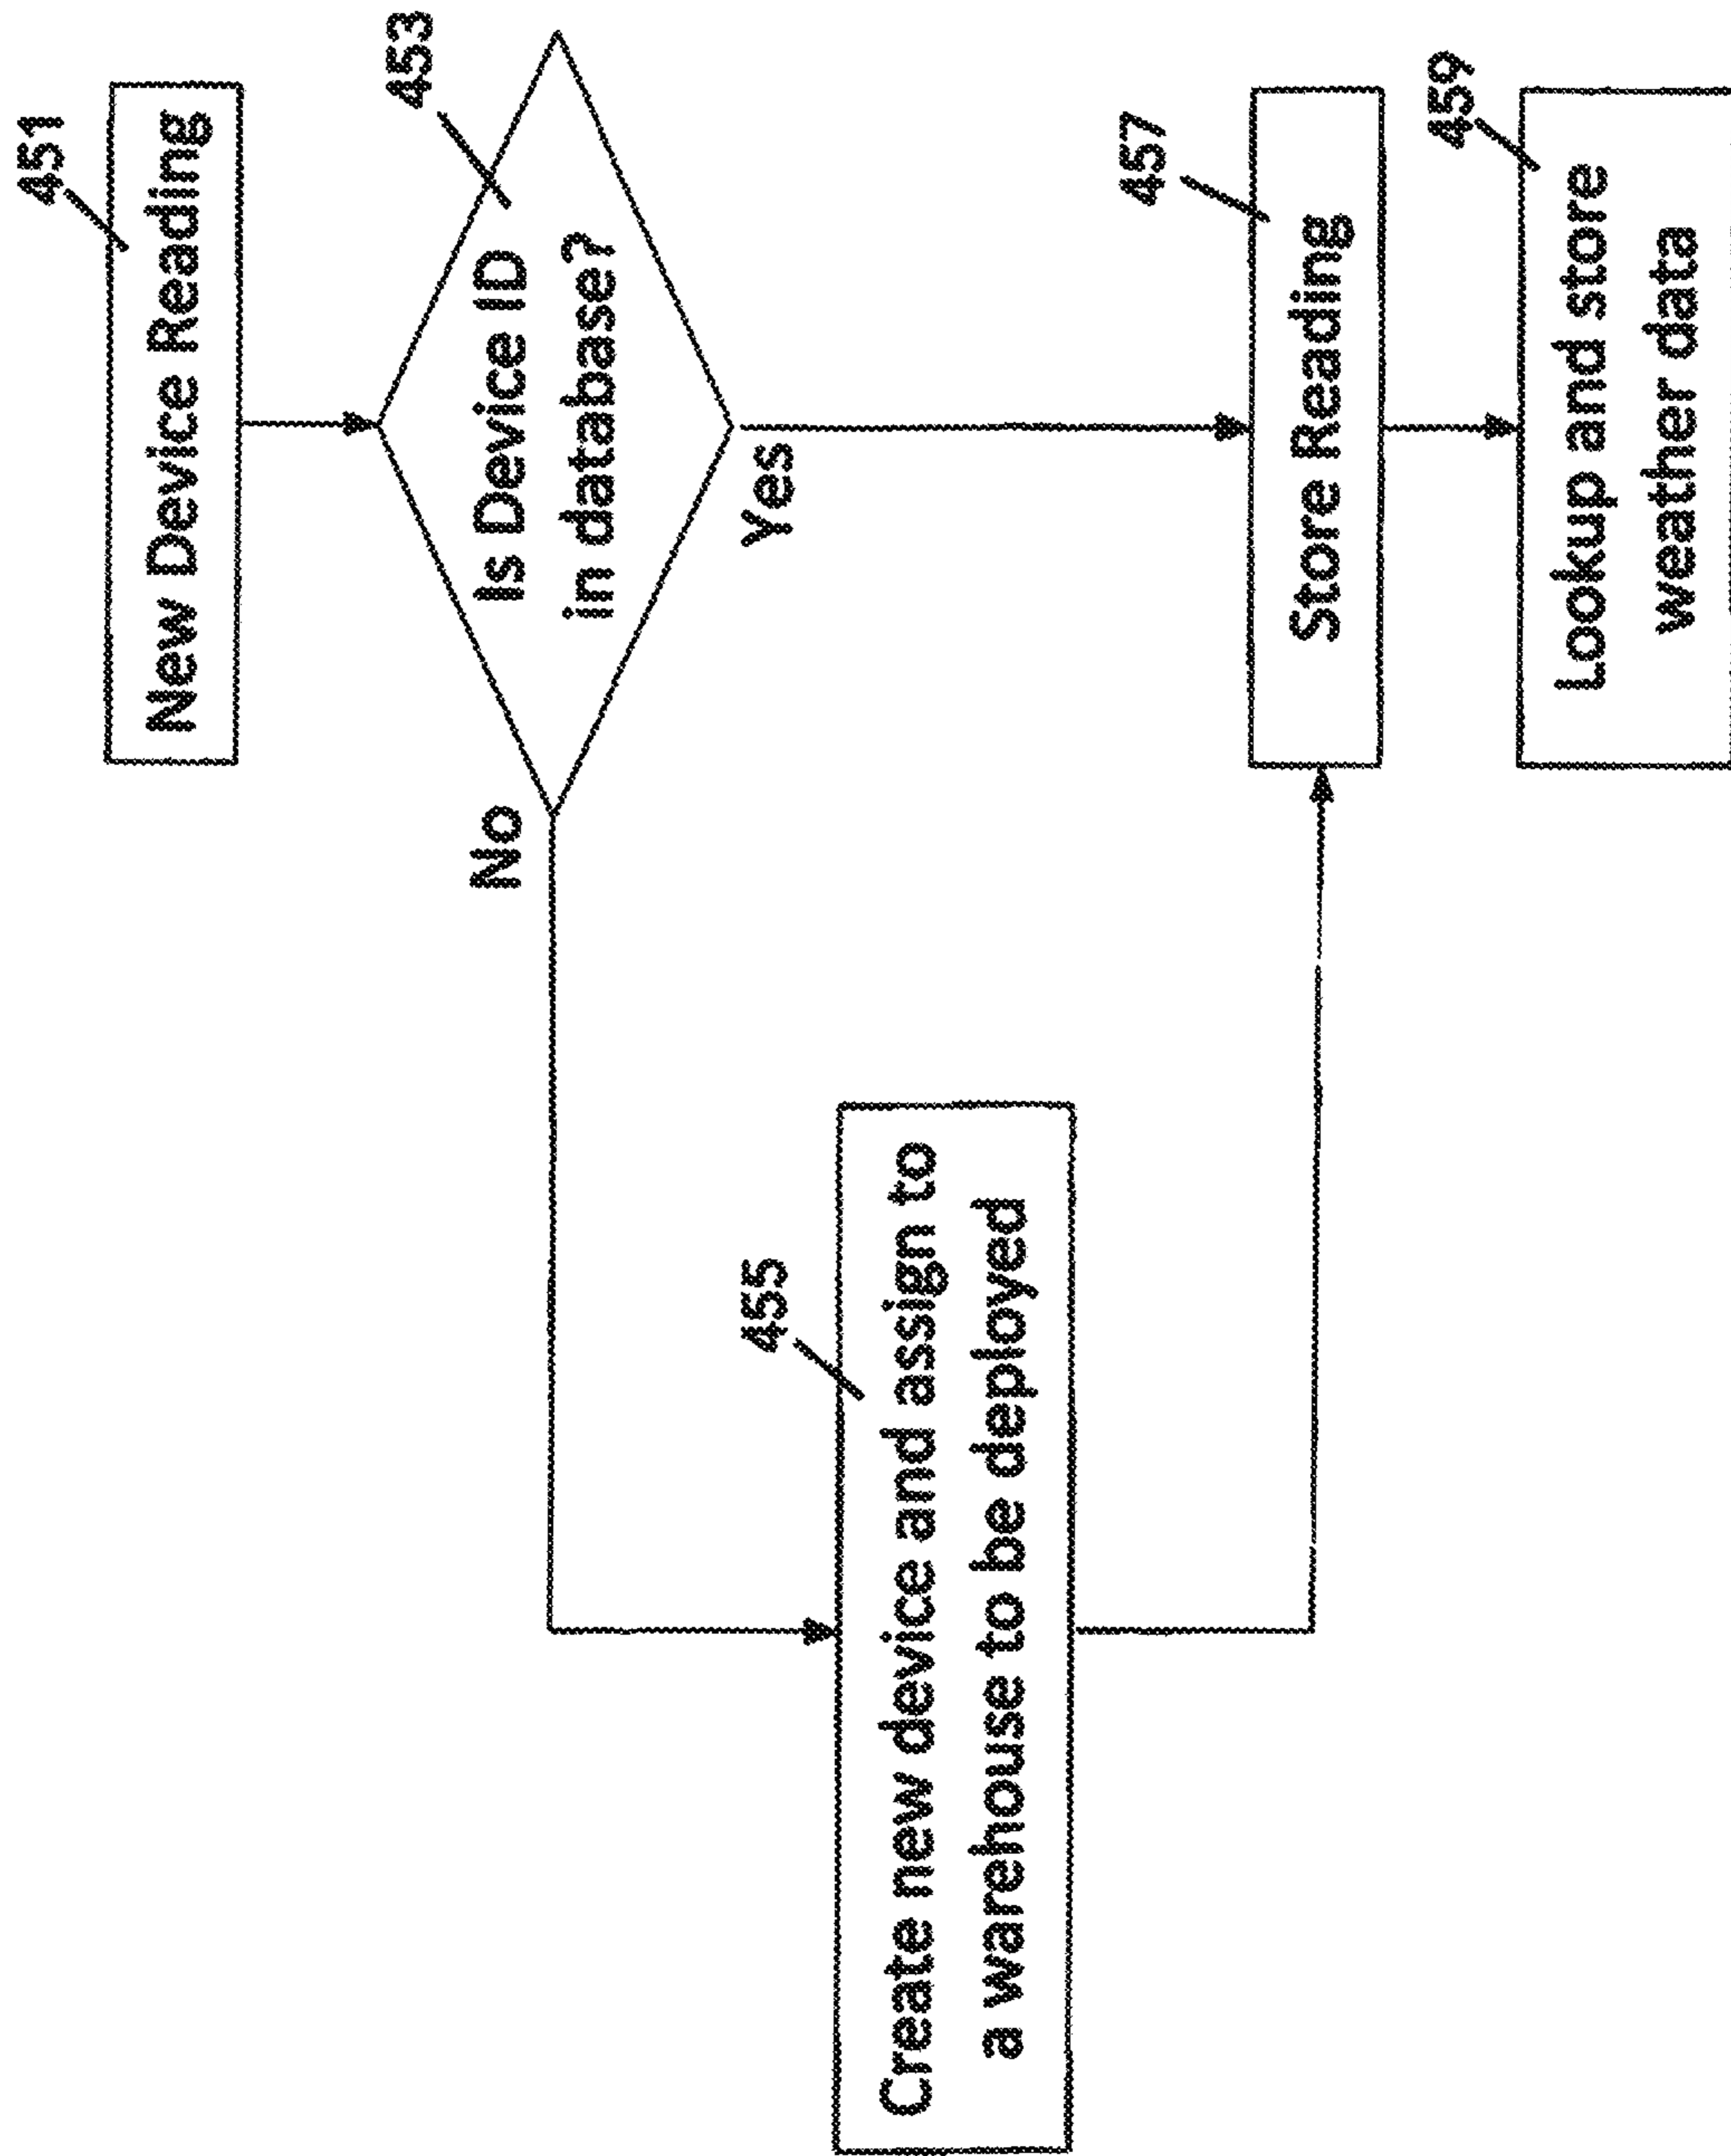 451
New Device Reading
453
Is Device ID
in database?
No
Yes
455
Create new device and assign to
a warehouse to be deployed
457
Store Reading
459
Lookup and store
weather data